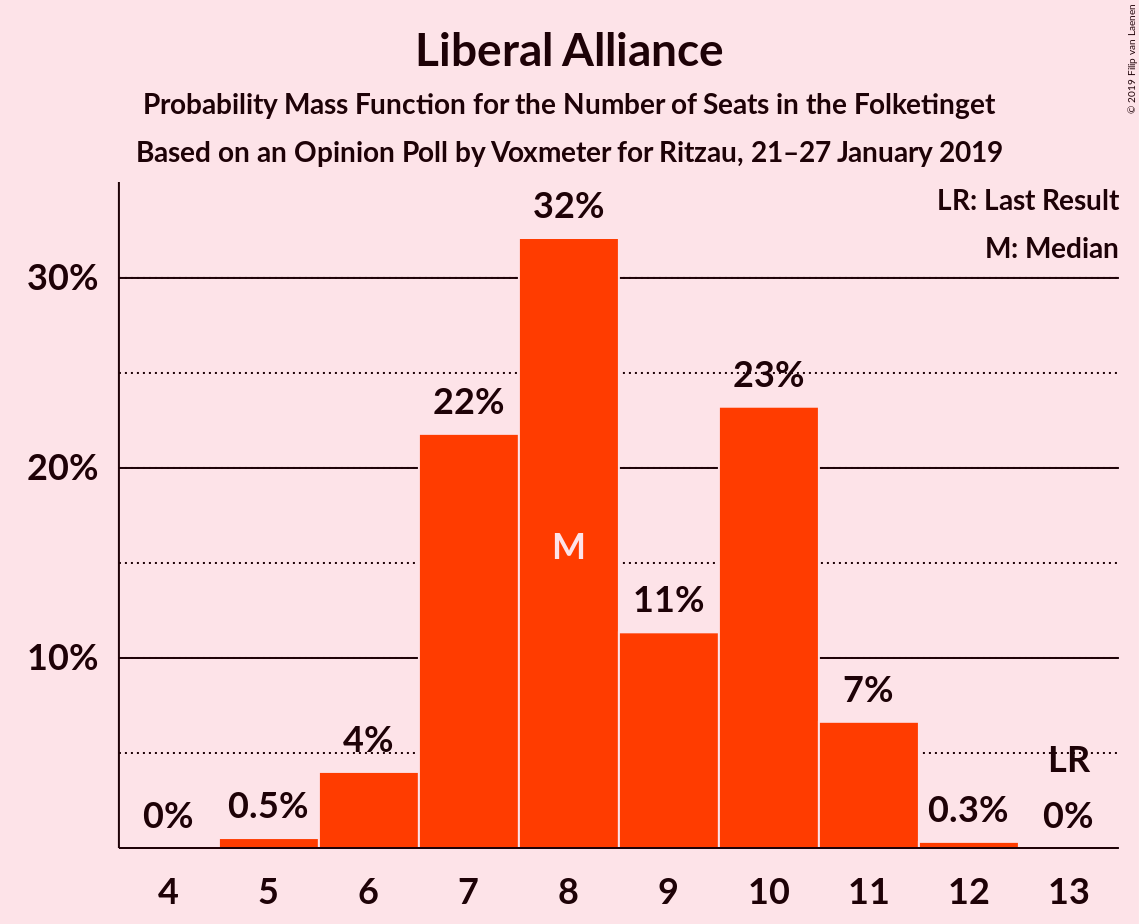 Liberal Alliance
Probability Mass Function for the Number of Seats in the Folketinget
Based on an Opinion Poll by Voxmeter for Ritzau, 21–27 January 2019
© 2019 Filip van Laenen
LR: Last Result
M: Median
30%
20%
10%
0%
0.5%
4%
22%
32%
M
11%
23%
7%
0.3%
LR
0%
4 5 6 7 8 9 10 11 12 13